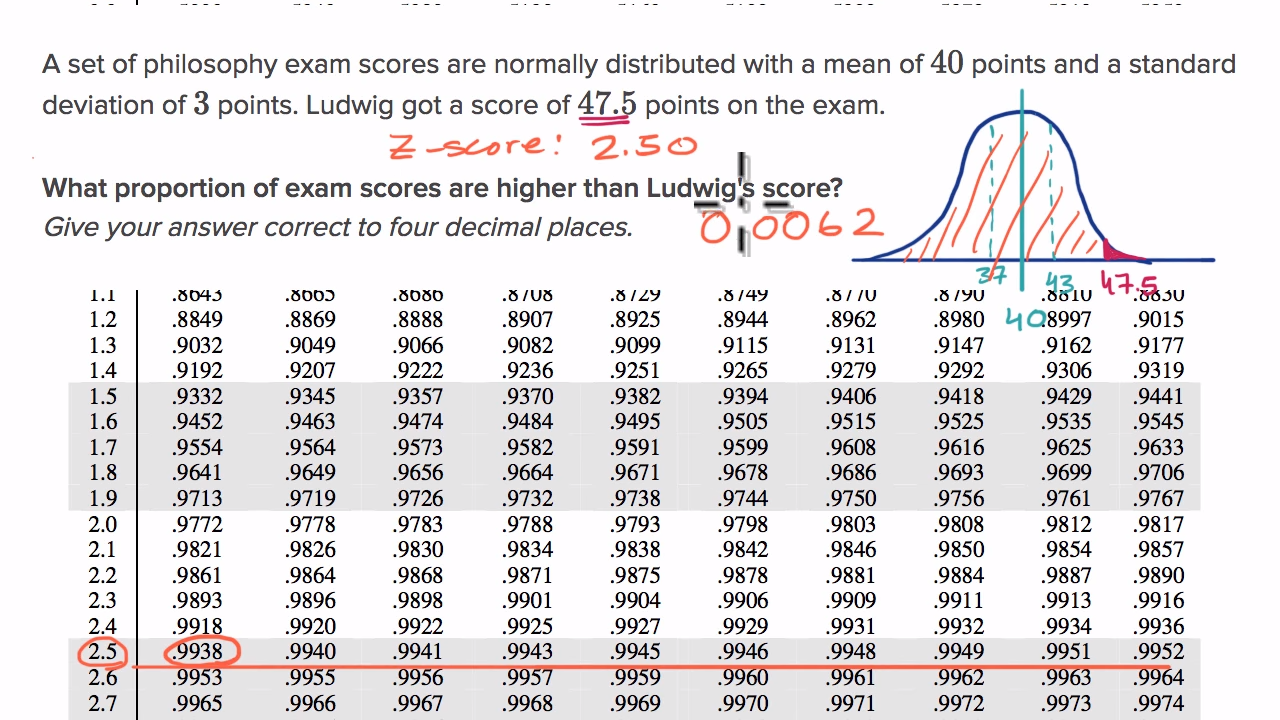 A set of philosophy exam scores are normally distributed with a mean of 40 points and a standard
deviation of 3 points. Ludwig got a score of 47.5 points on the exam.
Z-score: 2.50
What proportion of exam scores are higher than Ludwig's score?
0.0062
Give your answer correct to four decimal places.
37 43 47.5
40
1.1 .8643 .8665 .8686 .8708 .8729 .8749 .8770 .8790 .8810 .8830
1.2 .8849 .8869 .8888 .8907 .8925 .8944 .8962 .8980 .8997 .9015
1.3 .9032 .9049 .9066 .9082 .9099 .9115 .9131 .9147 .9162 .9177
1.4 .9192 .9207 .9222 .9236 .9251 .9265 .9279 .9292 .9306 .9319
1.5 .9332 .9345 .9357 .9370 .9382 .9394 .9406 .9418 .9429 .9441
1.6 .9452 .9463 .9474 .9484 .9495 .9505 .9515 .9525 .9535 .9545
1.7 .9554 .9564 .9573 .9582 .9591 .9599 .9608 .9616 .9625 .9633
1.8 .9641 .9649 .9656 .9664 .9671 .9678 .9686 .9693 .9699 .9706
1.9 .9713 .9719 .9726 .9732 .9738 .9744 .9750 .9756 .9761 .9767
2.0 .9772 .9778 .9783 .9788 .9793 .9798 .9803 .9808 .9812 .9817
2.1 .9821 .9826 .9830 .9834 .9838 .9842 .9846 .9850 .9854 .9857
2.2 .9861 .9864 .9868 .9871 .9875 .9878 .9881 .9884 .9887 .9890
2.3 .9893 .9896 .9898 .9901 .9904 .9906 .9909 .9911 .9913 .9916
2.4 .9918 .9920 .9922 .9925 .9927 .9929 .9931 .9932 .9934 .9936
2.5 .9938 .9940 .9941 .9943 .9945 .9946 .9948 .9949 .9951 .9952
2.6 .9953 .9955 .9956 .9957 .9959 .9960 .9961 .9962 .9963 .9964
2.7 .9965 .9966 .9967 .9968 .9969 .9970 .9971 .9972 .9973 .9974